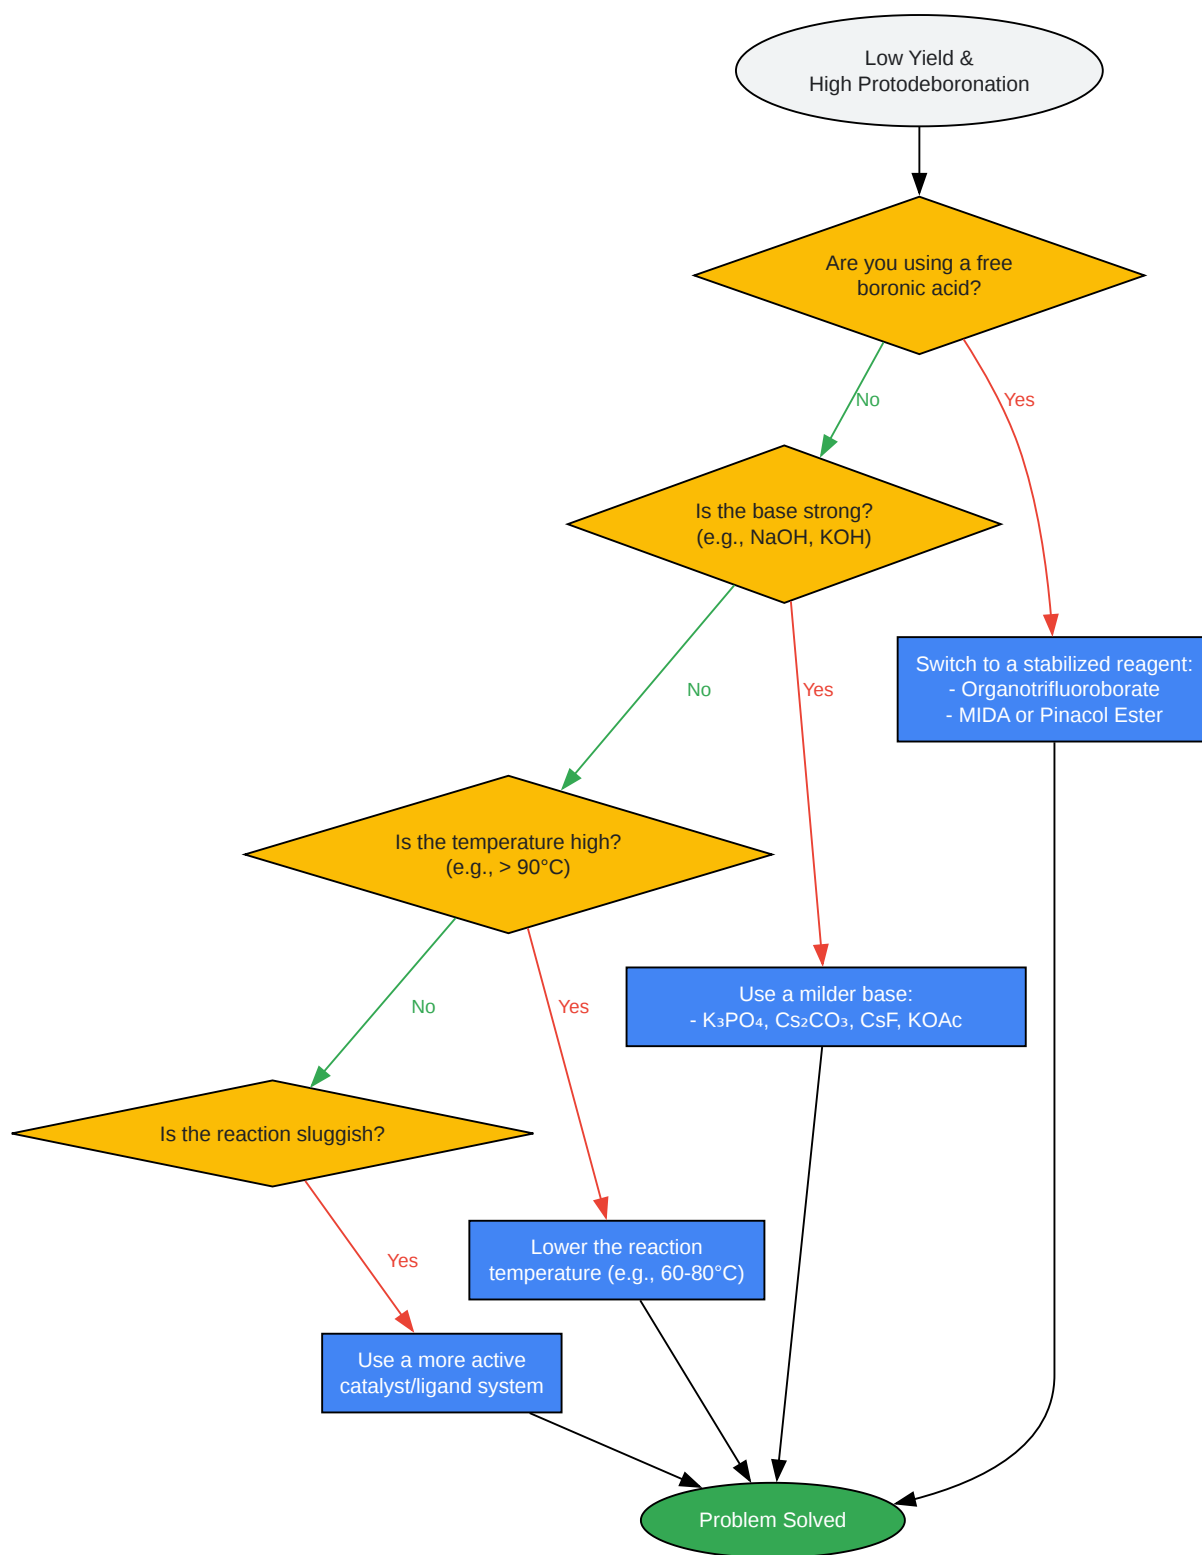 Low Yield &
High Protodeboronation
Are you using a free
boronic acid?
No
Yes
Is the base strong?
(e.g., NaOH, KOH)
Switch to a stabilized reagent:
- Organotrifluoroborate
- MIDA or Pinacol Ester
No
Yes
Is the temperature high?
(e.g., > 90°C)
Use a milder base:
- K₃PO₄, Cs₂CO₃, CsF, KOAc
No
Yes
Is the reaction sluggish?
Lower the reaction
temperature (e.g., 60-80°C)
Yes
Use a more active
catalyst/ligand system
Problem Solved